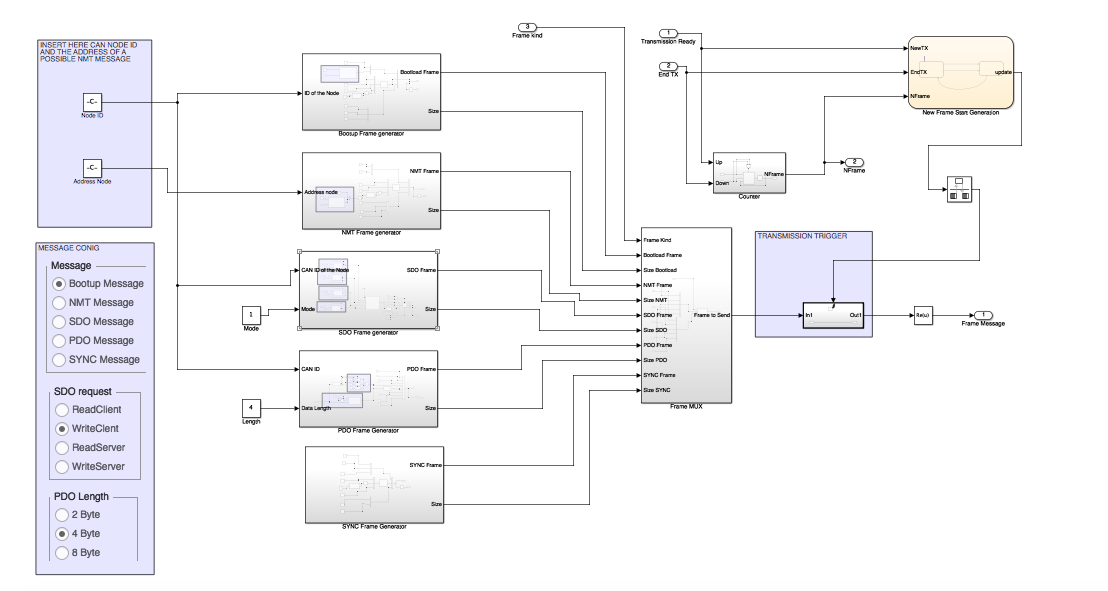 INSERT HERE CAN NODE ID
AND THE ADDRESS OF A
POSSIBLE NMT MESSAGE
-C-
Node ID
-C-
Address Node
MESSAGE CONIG
Message
Bootup Message
NMT Message
SDO Message
PDO Message
SYNC Message
SDO request
ReadClient
WriteClent
ReadServer
WriteServer
PDO Length
2 Byte
4 Byte
8 Byte
ID of the Node
Bootload Frame
Size
Bootup Frame generator
Address node
NMT Frame
Size
NMT Frame generator
CAN ID of the Node
Mode
SDO Frame
Size
SDO Frame generator
1
Mode
CAN ID
Data Length
PDO Frame
Size
PDO Frame Generator
4
Length
SYNC Frame
Size
SYNC Frame Generator
3
Frame kind
Frame Kind
Bootload Frame
Size Bootload
NMT Frame
Size NMT
SDO Frame
Size SDO
PDO Frame
Size PDO
SYNC Frame
Size SYNC
Frame to Send
Frame MUX
1
Transmission Ready
2
End TX
Up
Down
NFrame
Counter
2
NFrame
NewTX
EndTX
NFrame
update
New Frame Start Generation
TRANSMISSION TRIGGER
In1
Out1
Re(u)
1
Frame Message